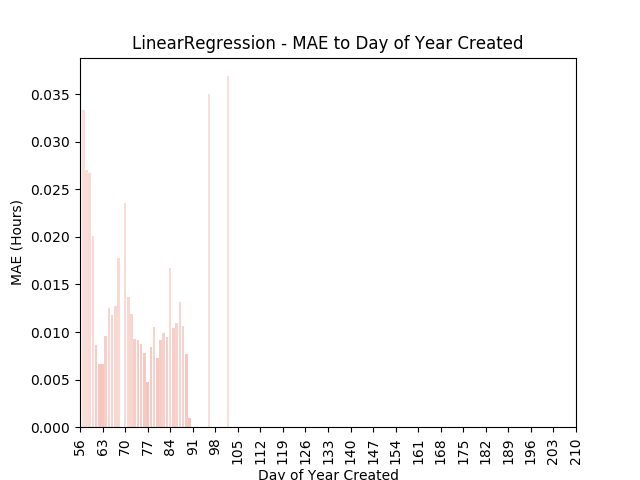 LinearRegression - MAE to Day of Year Created
0.035
0.030
0.025
0.020
0.015
0.010
0.005
0.000
MAE (Hours)
56 63 70 77 84 91 98 105 112 119 126 133 140 147 154 161 168 175 182 189 196 203 210
Day of Year Created